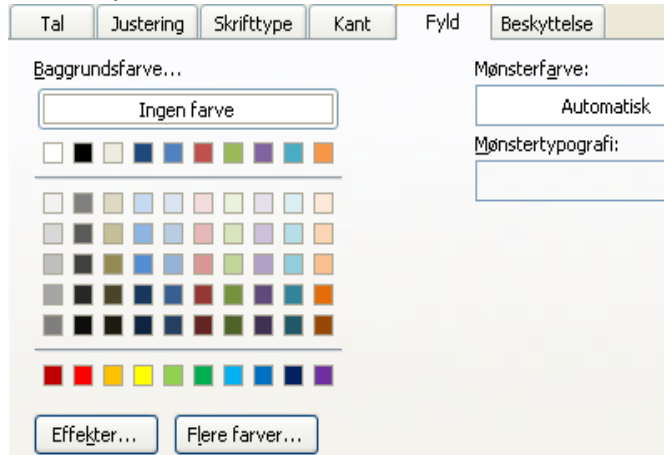 Tal Justering Skrifttype Kant Fyld Beskyttelse
Baggrundsfarve...
Ingen farve
Mønsterfarve:
Automatisk
Mønstertypografi:
Effekter... Flere farver...